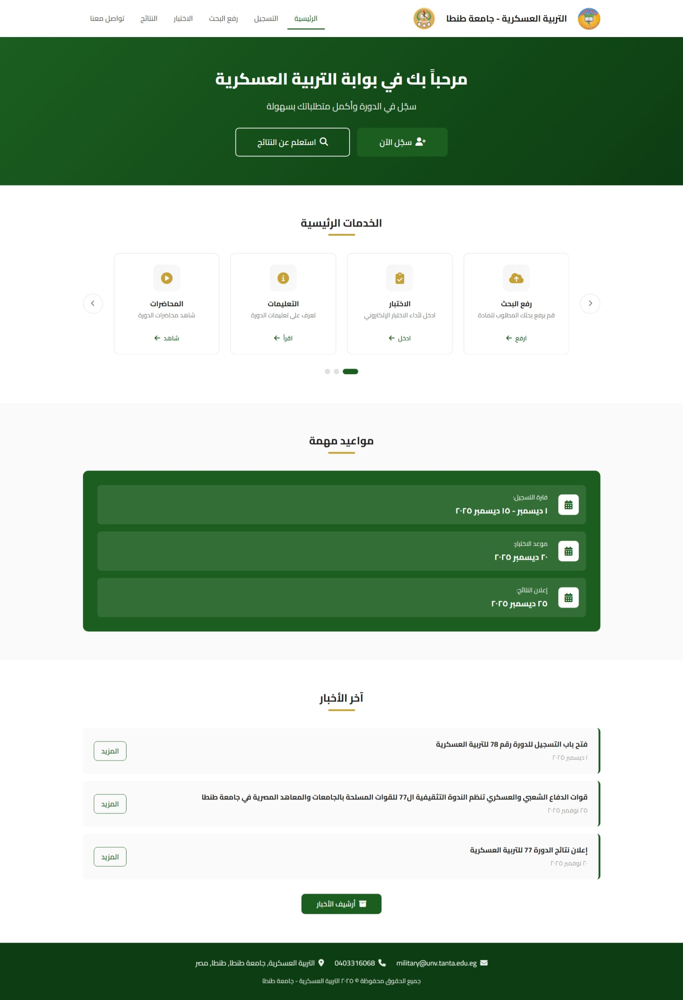 التربية العسكرية - جامعة طنطا
الرئيسية
التسجيل
رفع البحث
الاختبار
النتائج
تواصل معنا
مرحباً بك في بوابة التربية العسكرية
سجّل في الدورة وأكمل متطلباتك بسهولة
سجّل الآن
استعلم عن النتائج
الخدمات الرئيسية
رفع البحث
قم برفع بحثك المطلوب للمادة
ارفع ←
الاختبار
ادخل لأداء الاختبار الإلكتروني
ادخل ←
التعليمات
تعرف على تعليمات الدورة
اقرأ ←
المحاضرات
شاهد محاضرات الدورة
شاهد ←
مواعيد مهمة
فترة التسجيل:
١ ديسمبر - ١٥ ديسمبر ٢٠٢٥
موعد الاختبار:
٢٠ ديسمبر ٢٠٢٥
إعلان النتائج:
٢٥ ديسمبر ٢٠٢٥
آخر الأخبار
فتح باب التسجيل للدورة رقم 78 للتربية العسكرية
١ ديسمبر ٢٠٢٥
المزيد
قوات الدفاع الشعبي والعسكري تنظم الندوة التثقيفية ال77 للقوات المسلحة بالجامعات والمعاهد المصرية في جامعة طنطا
٢٥ نوفمبر ٢٠٢٥
المزيد
إعلان نتائج الدورة 77 للتربية العسكرية
٢٠ نوفمبر ٢٠٢٥
المزيد
أرشيف الأخبار
military@unv.tanta.edu.eg
0403316068
التربية العسكرية, جامعة طنطا, طنطا, مصر
جميع الحقوق محفوظة © ٢٠٢٥ التربية العسكرية - جامعة طنطا